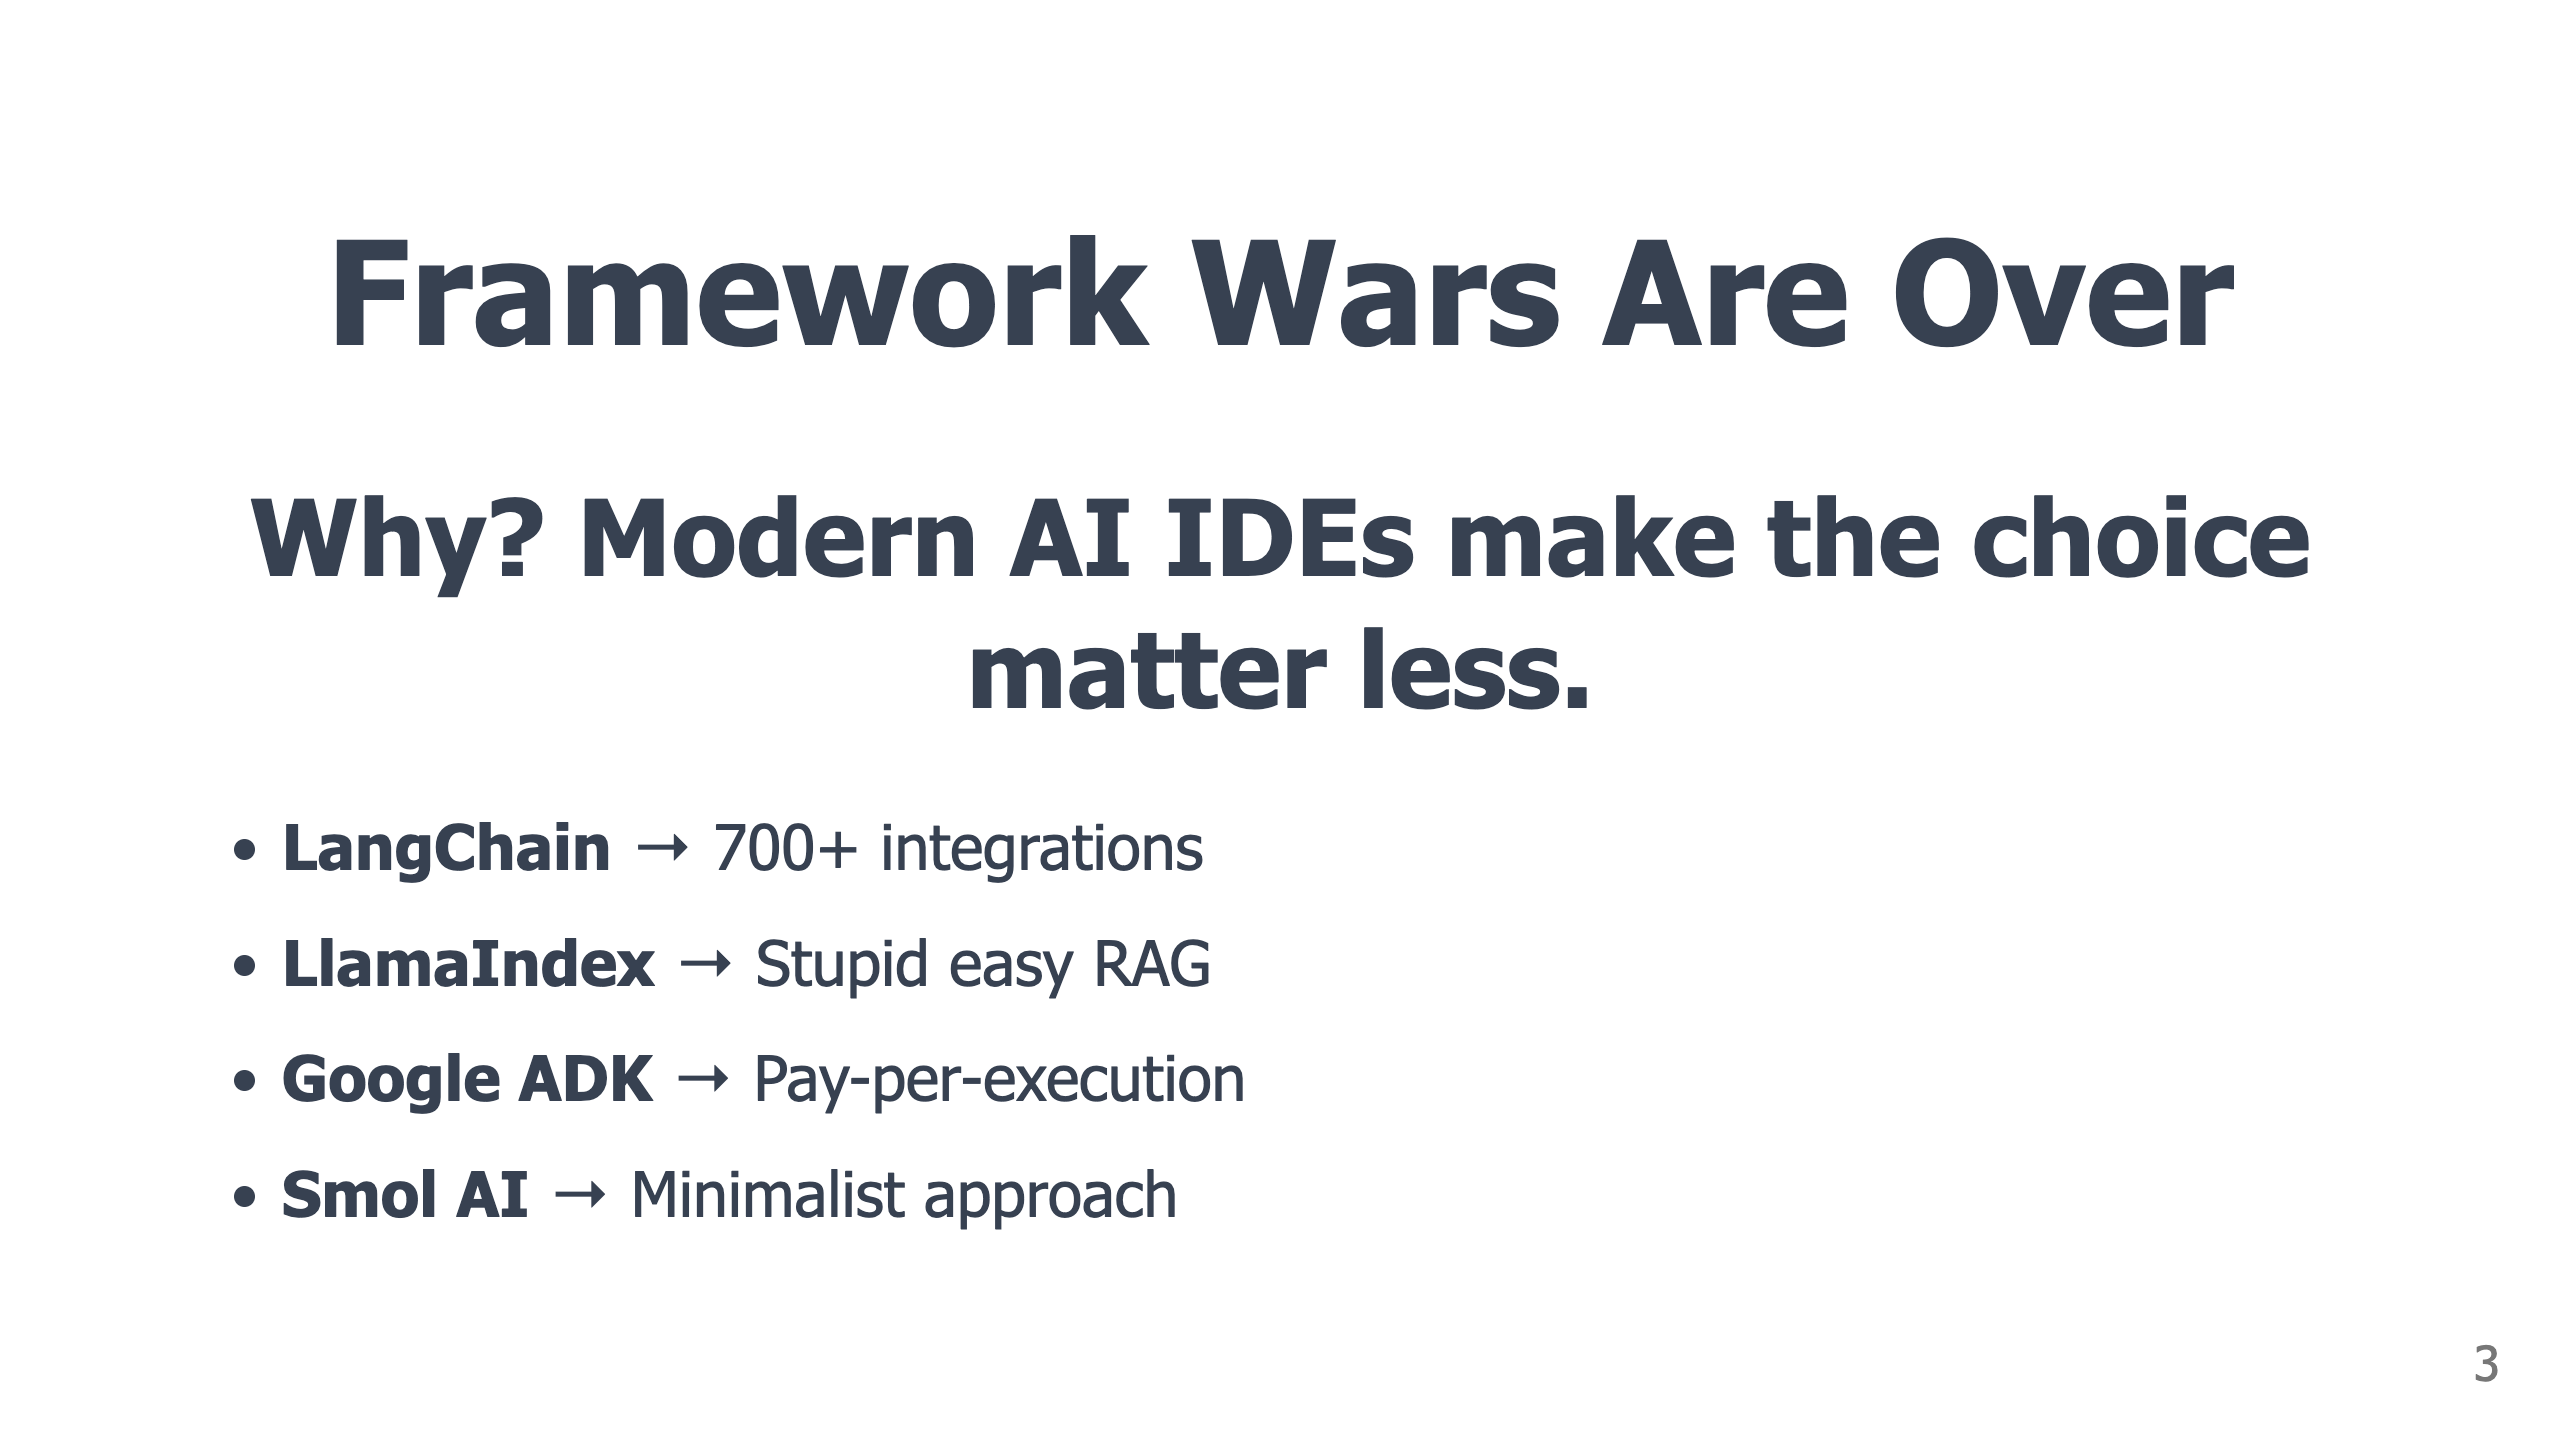 Framework Wars Are Over
Why? Modern AI IDEs make the choice
matter less.
• LangChain → 700+ integrations
• LlamaIndex → Stupid easy RAG
• Google ADK → Pay-per-execution
• Smol AI → Minimalist approach
3